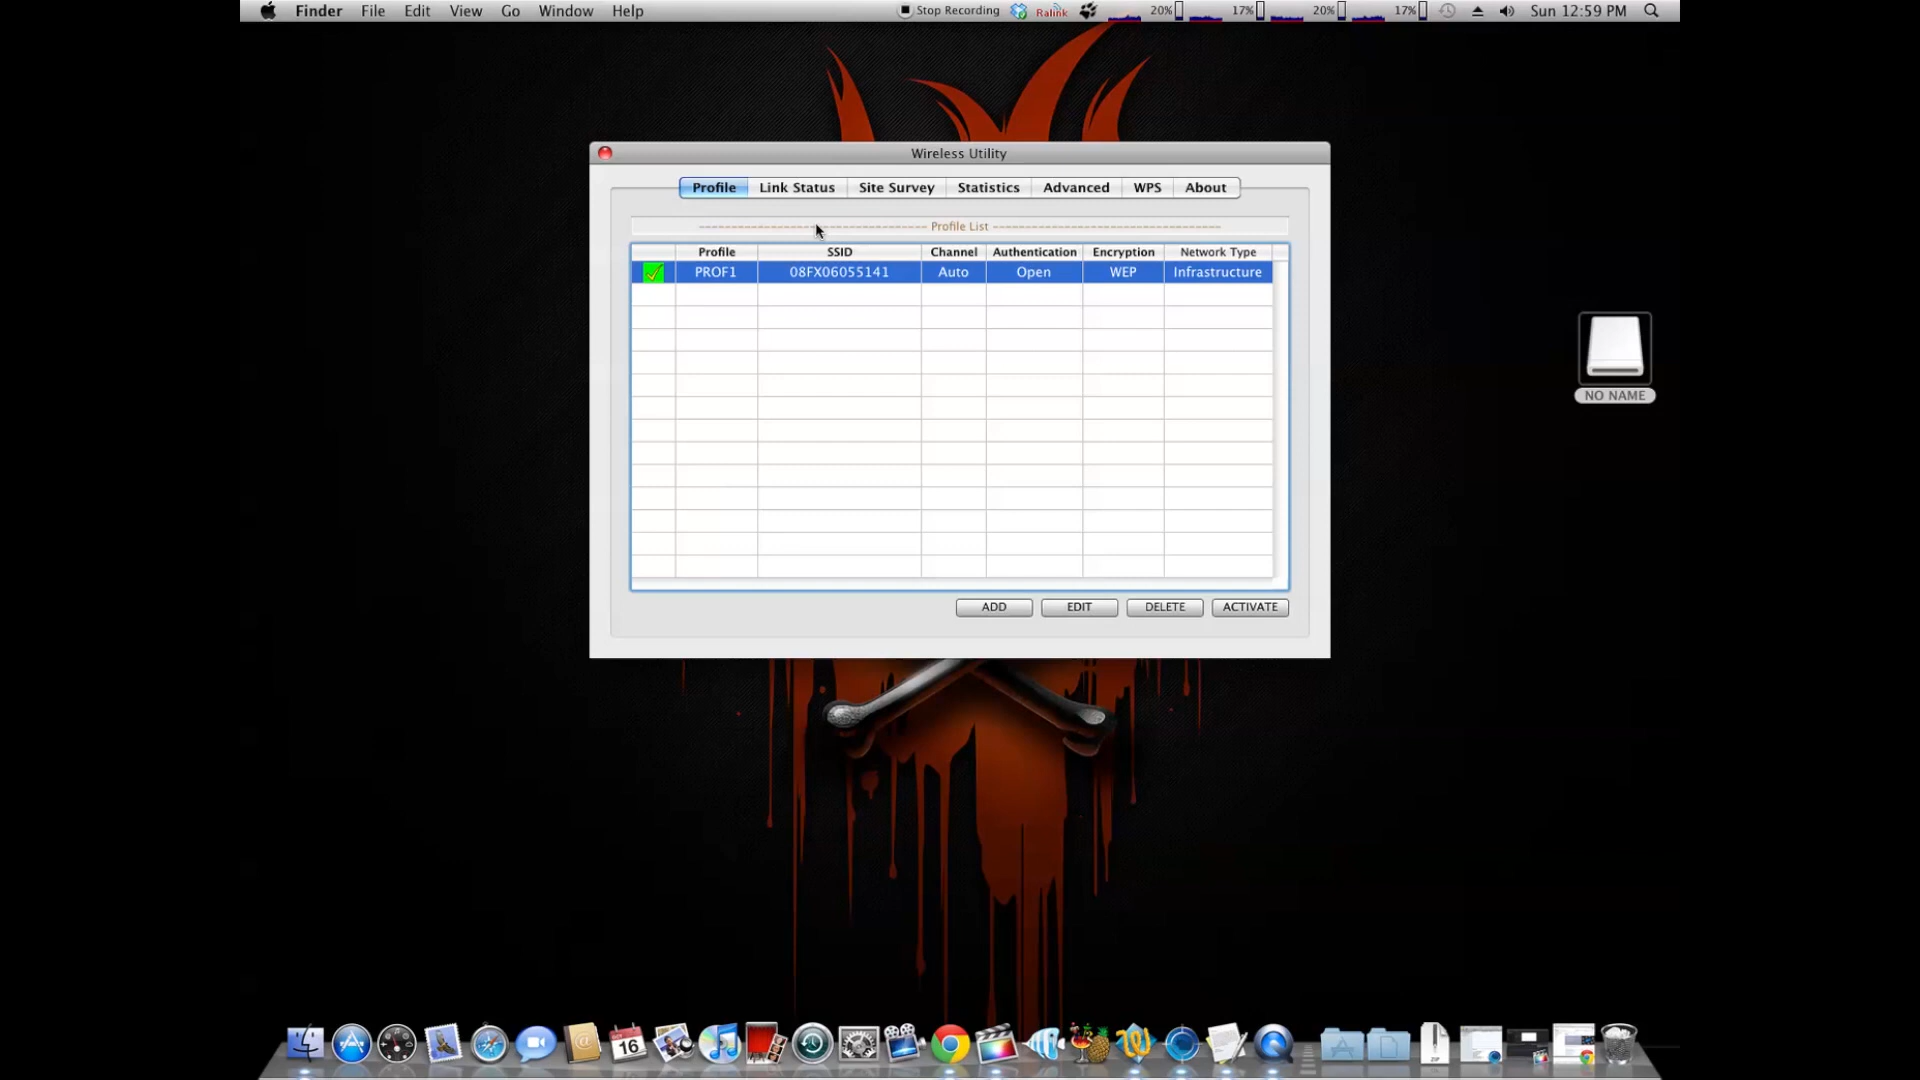 Finder File Edit View Go Window Help Stop Recording Ralink 20% 17% 20% 17% Sun 12:59 PM
Wireless Utility
Profile Link Status Site Survey Statistics Advanced WPS About
Profile List
Profile SSID Channel Authentication Encryption Network Type
PROF1 08FX06055141 Auto Open WEP Infrastructure
NO NAME
ADD EDIT DELETE ACTIVATE
16
ZIP